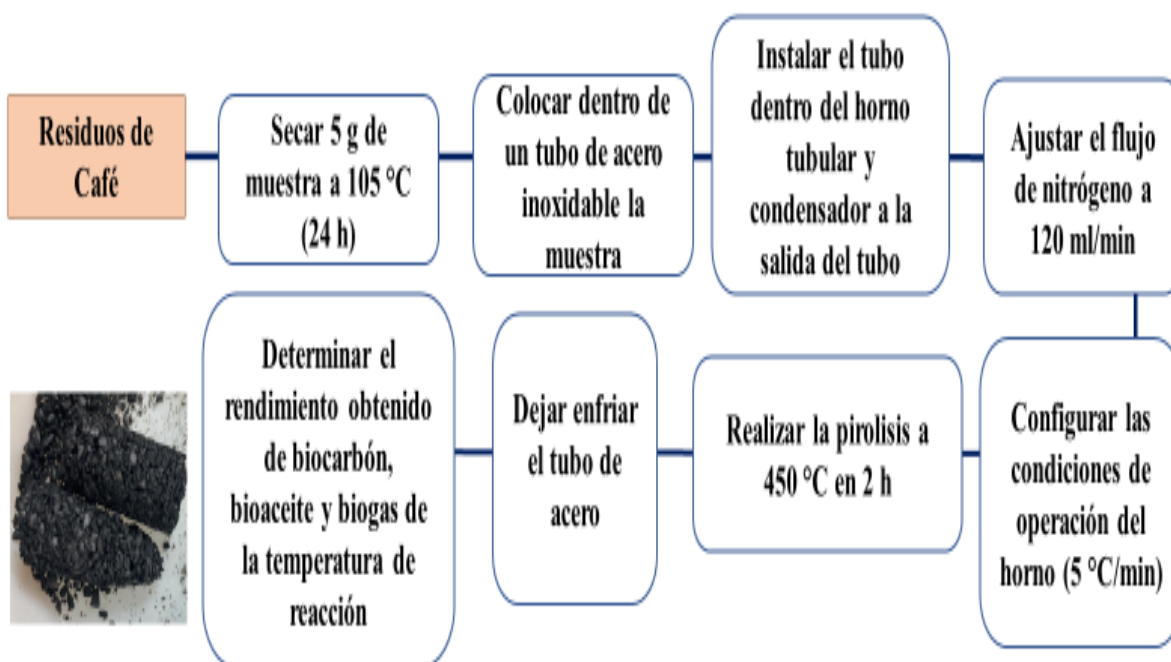 Residuos de
Café
Secar 5 g de
muestra a 105 °C
(24 h)
Colocar dentro de
un tubo de acero
inoxidable la
muestra
Instalar el tubo
dentro del horno
tubular y
condensador a la
salida del tubo
Ajustar el flujo
de nitrógeno a
120 ml/min
Configurar las
condiciones de
operación del
horno (5 °C/min)
Realizar la pirolisis a
450 °C en 2 h
Dejar enfriar
el tubo de
acero
Determinar el
rendimiento obtenido
de biocarbón,
bioaceite y biogas de
la temperatura de
reacción